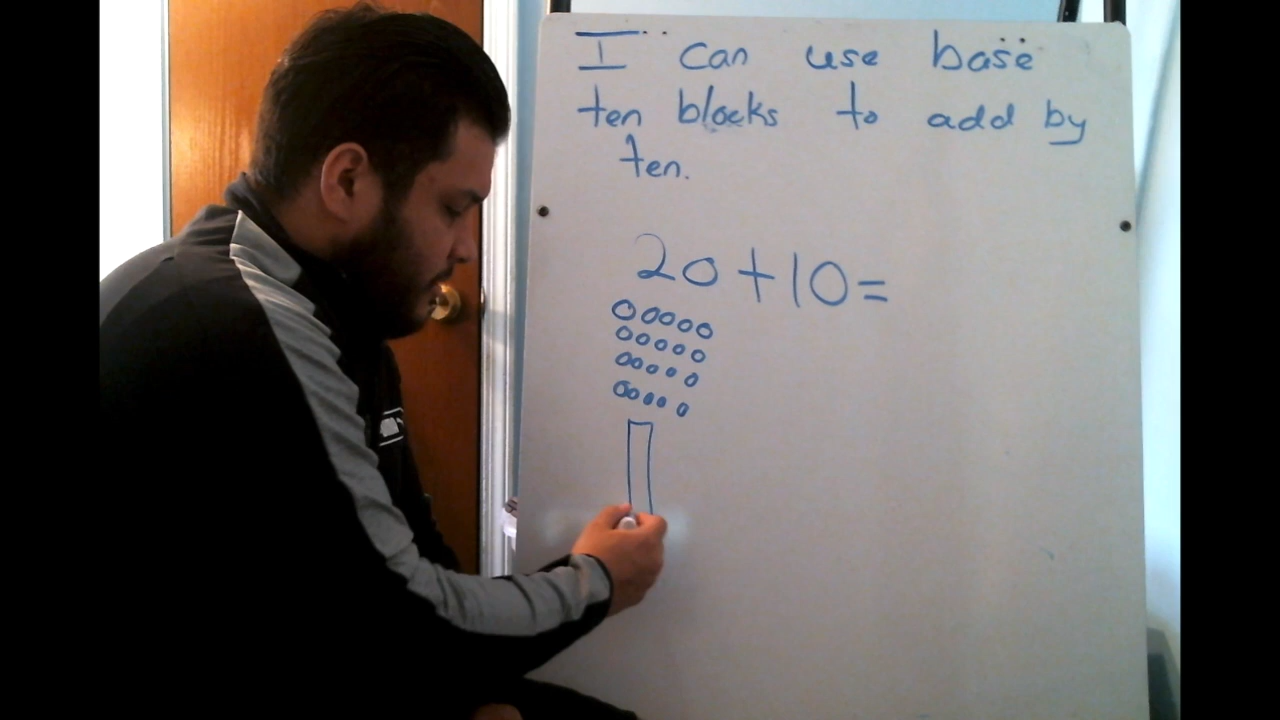 I can use base
ten blocks to add by
ten.
20+10=